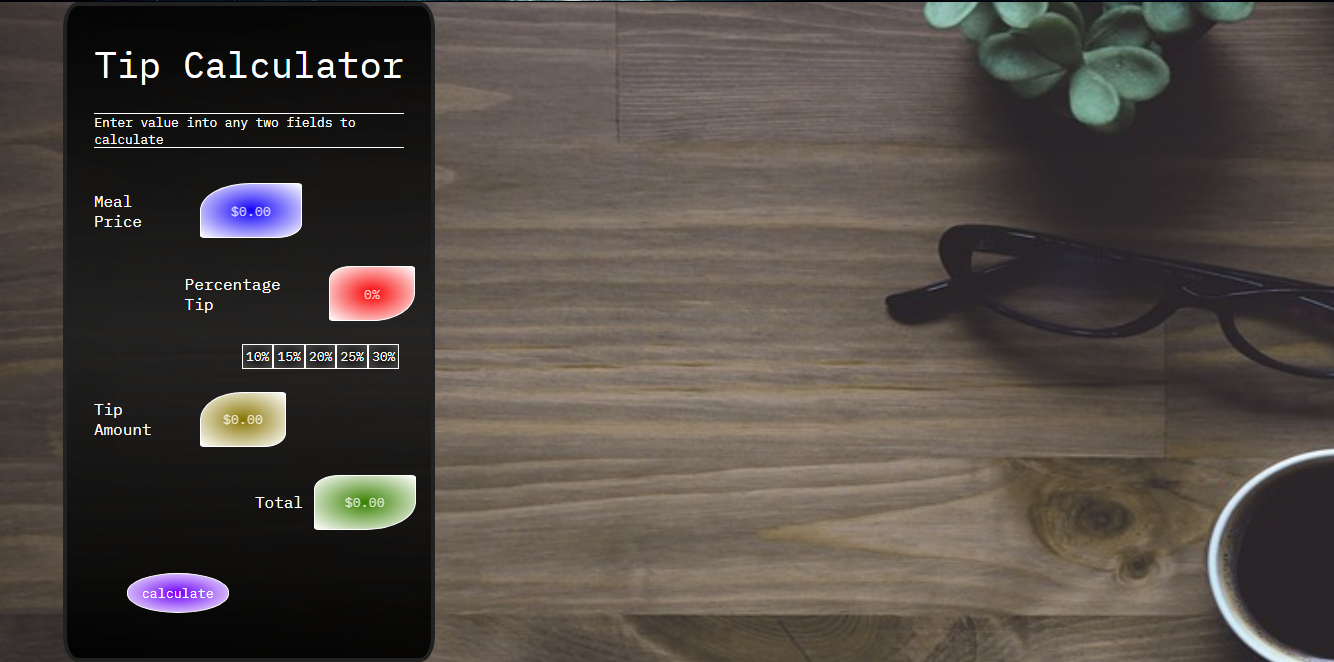 Tip Calculator
Enter value into any two fields to
calculate
Meal
Price
$0.00
Percentage
Tip
0%
10% 15% 20% 25% 30%
Tip
Amount
$0.00
Total
$0.00
calculate